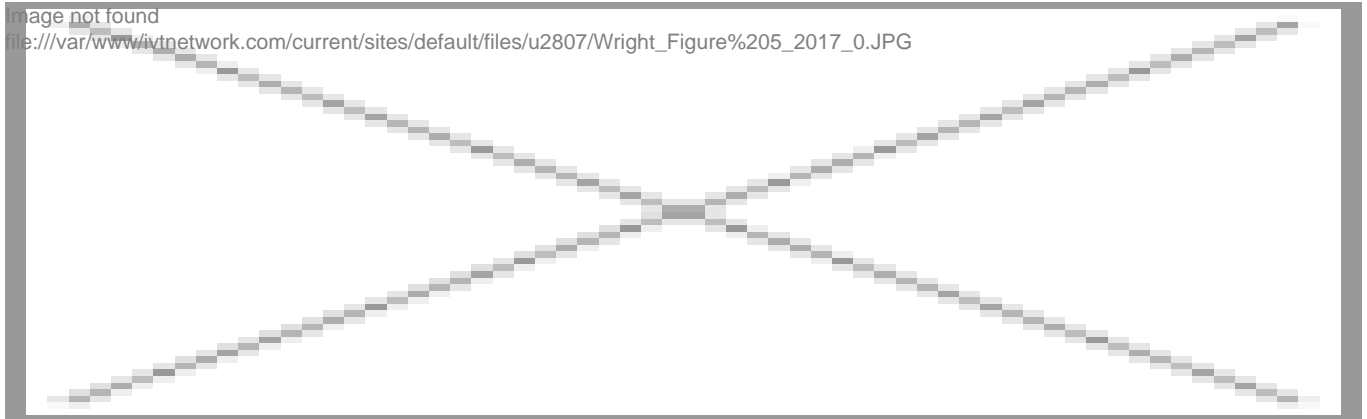 Image not found
file:///var/www/ivtnetwork.com/current/sites/default/files/u2807/Wright_Figure%205_2017_0.JPG